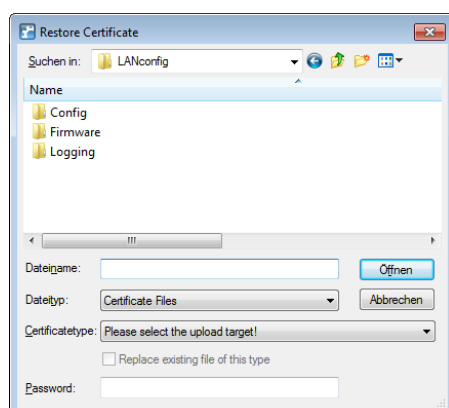 Restore Certificate
Suchen in: LANconfig
Name
Config
Firmware
Logging
Dateiname: Öffnen
Dateityp: Certificate Files Abbrechen
Certificatetype: Please select the upload target!
Replace existing file of this type
Password: